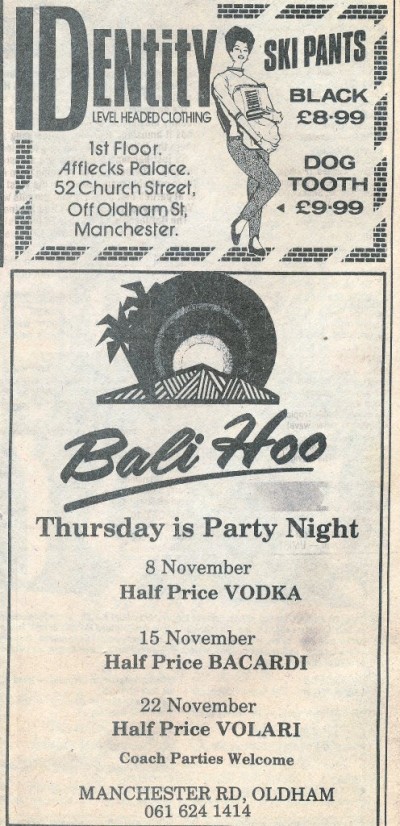 IDEntitY
LEVEL HEADED CLOTHING
1st Floor.
Afflecks Palace.
52 Church Street,
Off Oldham St,
Manchester.
SKI PANTS
BLACK
£8·99
DOG
TOOTH
£9·99
Bali Hoo
Thursday is Party Night
8 November
Half Price VODKA
15 November
Half Price BACARDI
22 November
Half Price VOLARI
Coach Parties Welcome
MANCHESTER RD, OLDHAM
061 624 1414